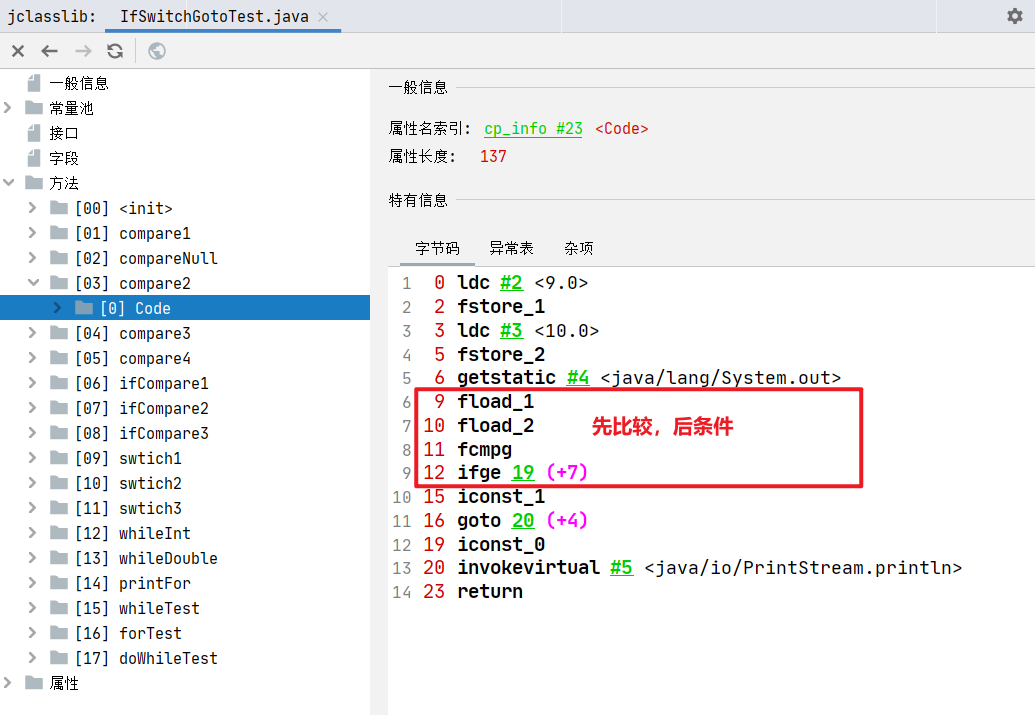 jclasslib: IfSwitchGotoTest.java
一般信息
常量池
接口
字段
方法
[00] <init>
[01] compare1
[02] compareNull
[03] compare2
[0] Code
[04] compare3
[05] compare4
[06] ifCompare1
[07] ifCompare2
[08] ifCompare3
[09] swtich1
[10] swtich2
[11] swtich3
[12] whileInt
[13] whileDouble
[14] printFor
[15] whileTest
[16] forTest
[17] doWhileTest
属性
一般信息
属性名索引: cp_info #23 <Code>
属性长度: 137
特有信息
字节码 异常表 杂项
1 0 ldc #2 <9.0>
2 2 fstore_1
3 3 ldc #3 <10.0>
4 5 fstore_2
5 6 getstatic #4 <java/lang/System.out>
6 9 fload_1
7 10 fload_2 先比较，后条件
8 11 fcmpg
9 12 ifge 19 (+7)
10 15 iconst_1
11 16 goto 20 (+4)
12 19 iconst_0
13 20 invokevirtual #5 <java/io/PrintStream.println>
14 23 return